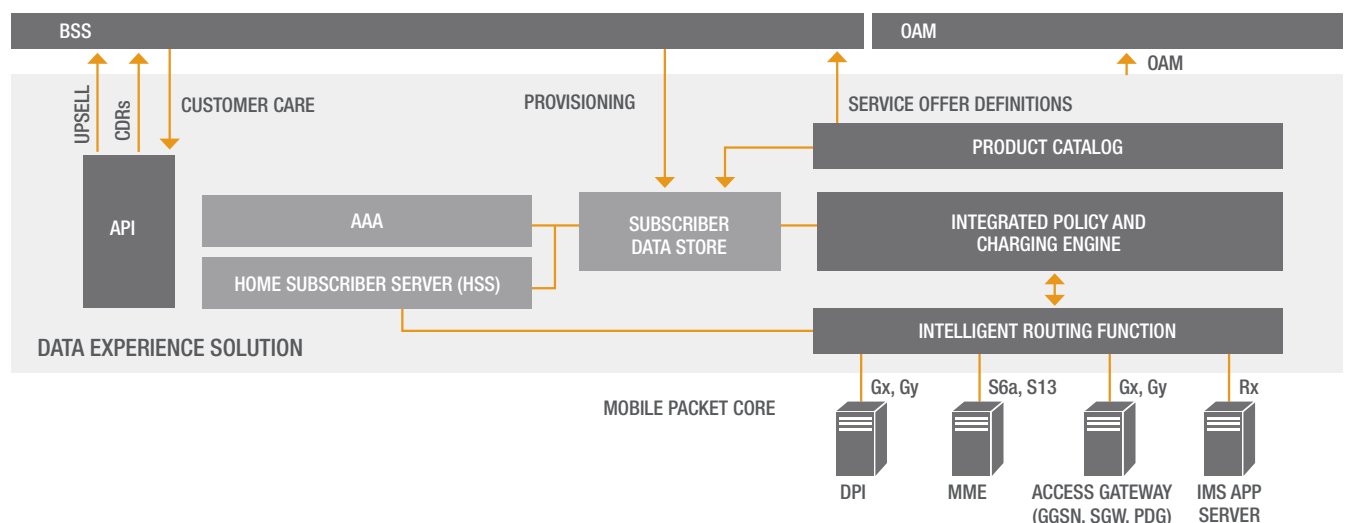 BSS
OAM
OAM
UPSELL
CDRs
CUSTOMER CARE
PROVISIONING
SERVICE OFFER DEFINITIONS
PRODUCT CATALOG
API
AAA
SUBSCRIBER
DATA STORE
INTEGRATED POLICY AND
CHARGING ENGINE
HOME SUBSCRIBER SERVER (HSS)
INTELLIGENT ROUTING FUNCTION
DATA EXPERIENCE SOLUTION
Gx, Gy
S6a, S13
Gx, Gy
Rx
MOBILE PACKET CORE
DPI
MME
ACCESS GATEWAY
(GGSN, SGW, PDG)
IMS APP
SERVER